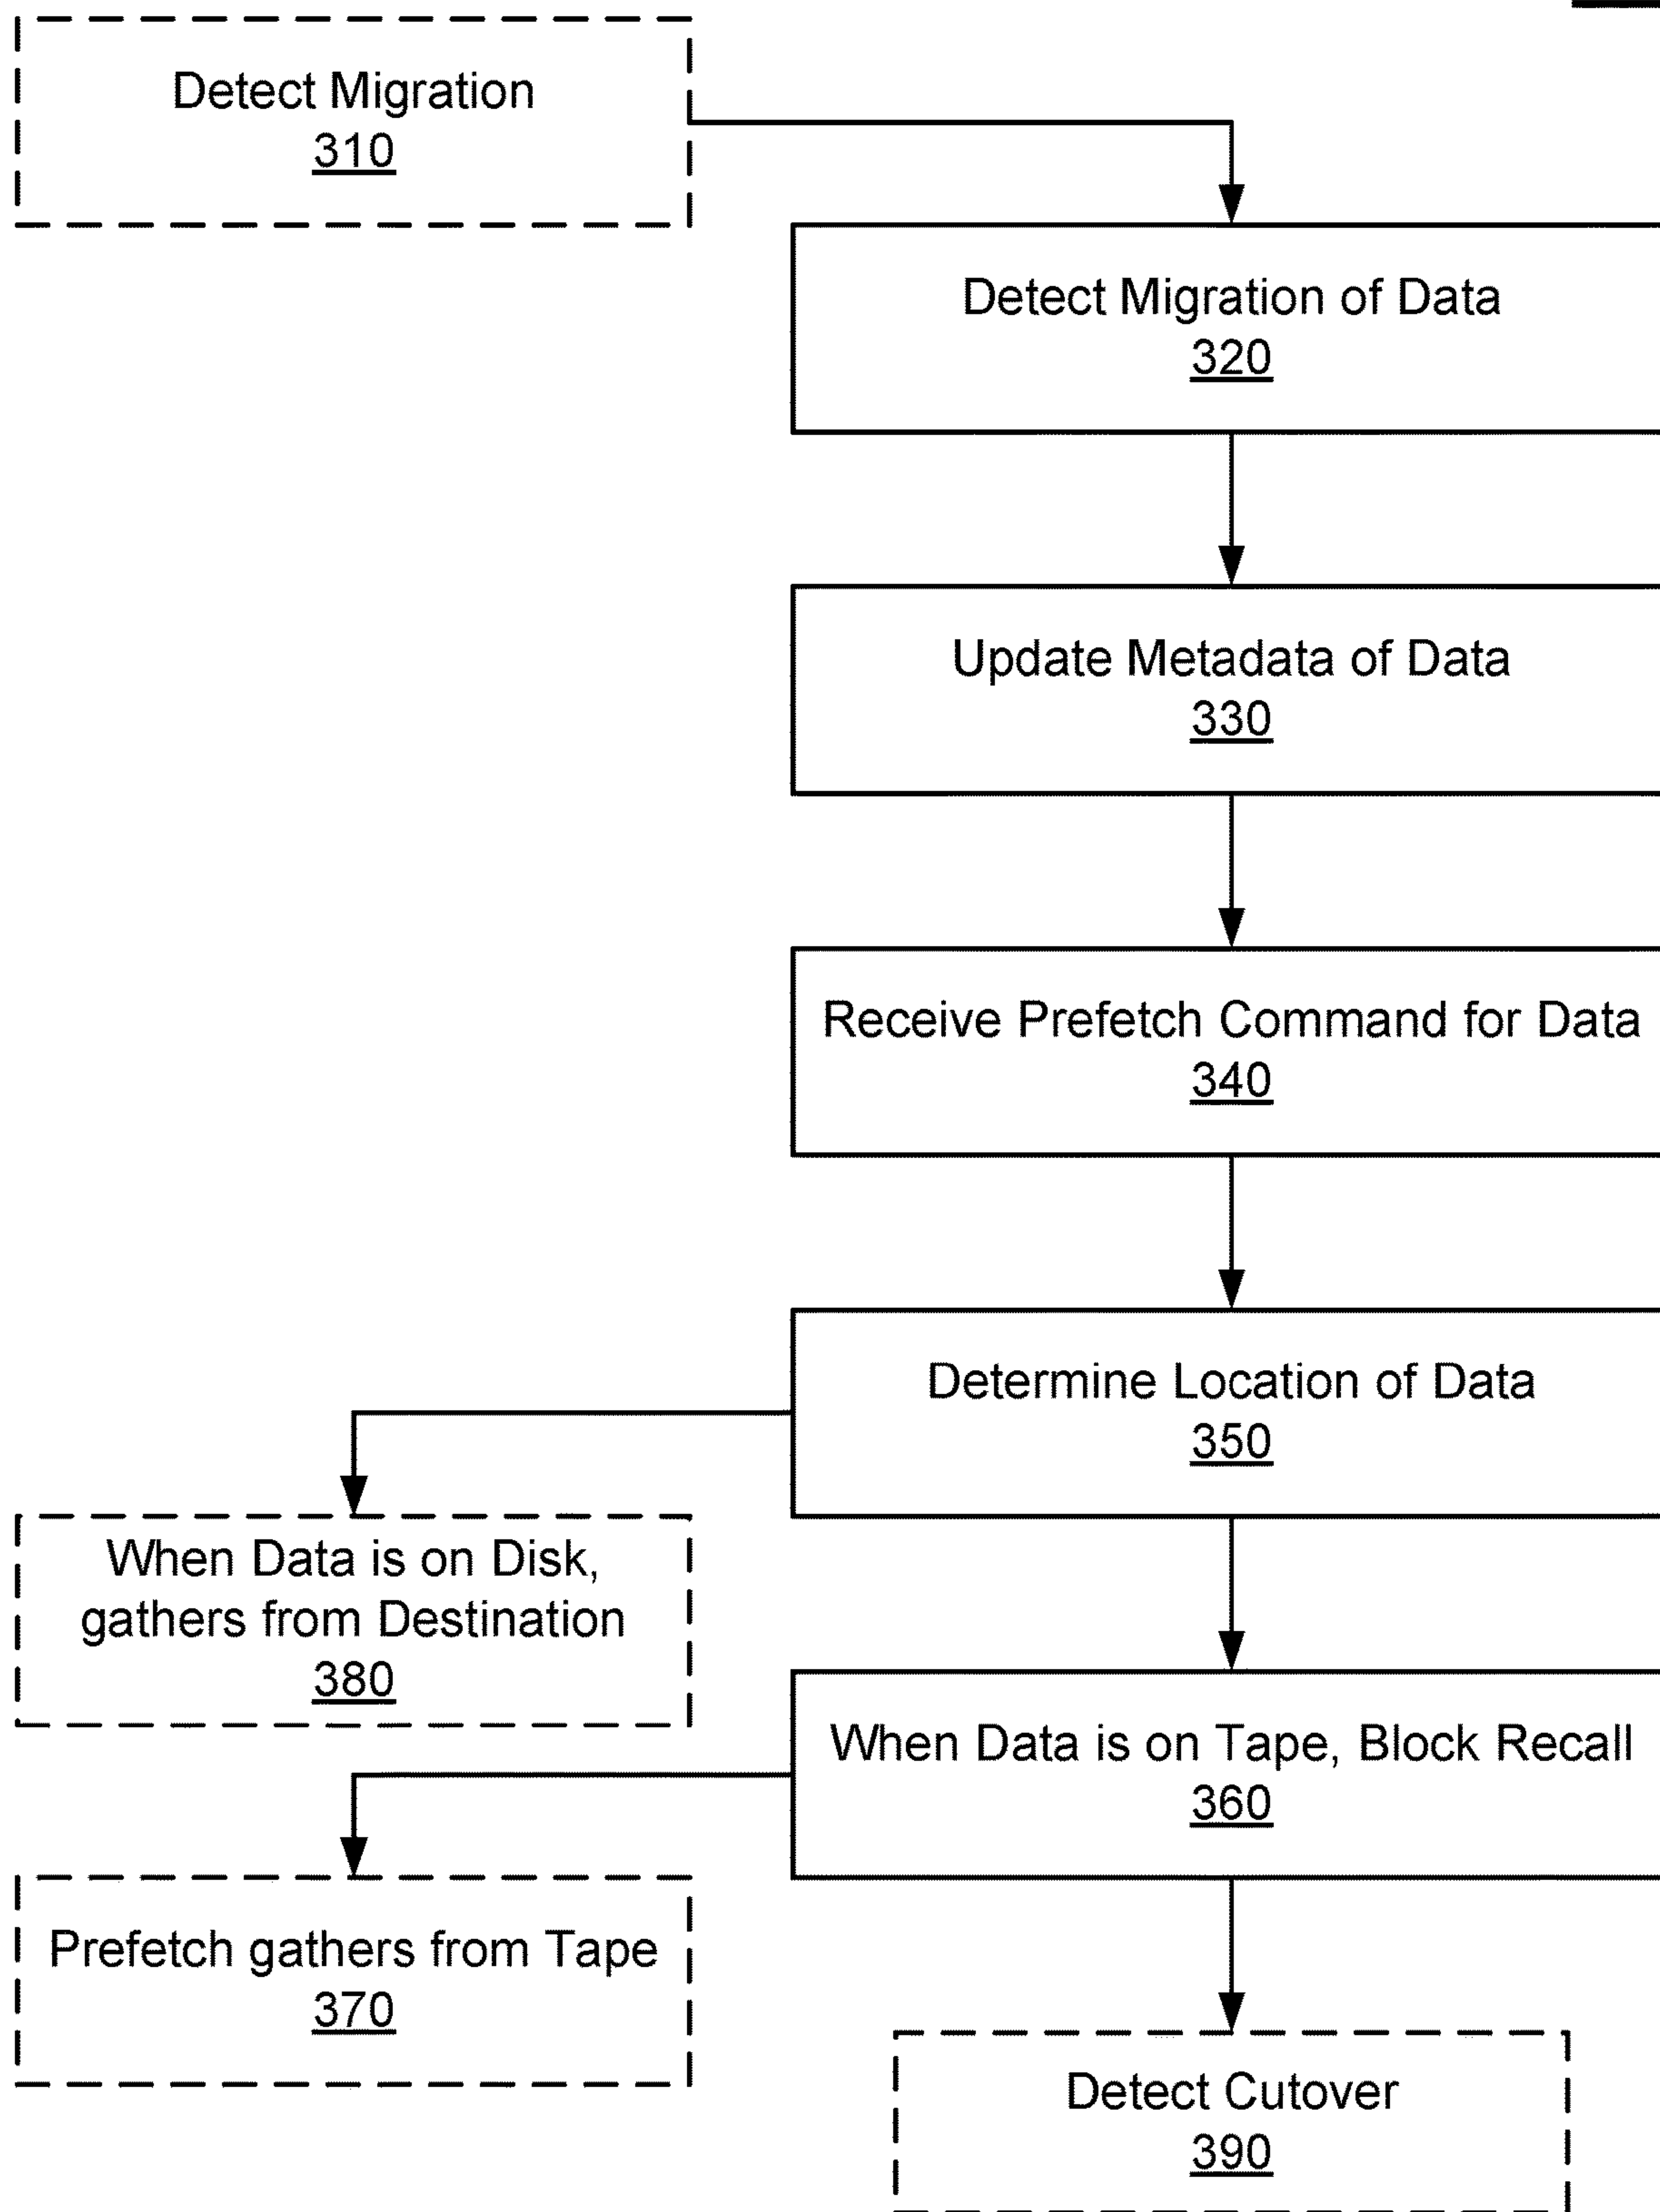 Detect Migration
310
Detect Migration of Data
320
Update Metadata of Data
330
Receive Prefetch Command for Data
340
Determine Location of Data
350
When Data is on Disk,
gathers from Destination
380
When Data is on Tape, Block Recall
360
Prefetch gathers from Tape
370
Detect Cutover
390